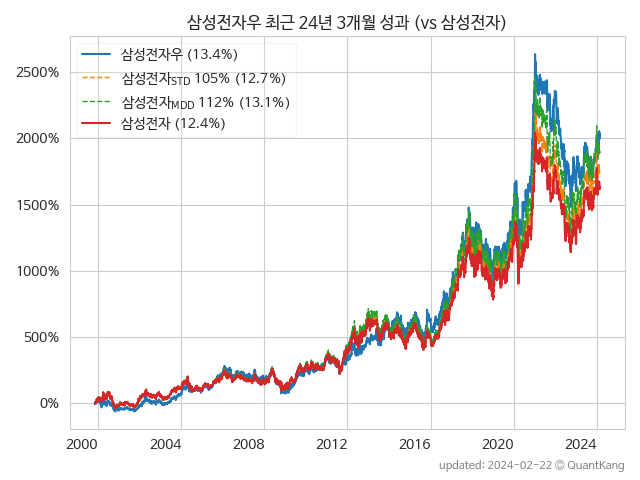 삼성전자우 최근 24년 3개월 성과 (vs 삼성전자)
삼성전자우 (13.4%)
삼성전자STD 105% (12.7%)
삼성전자MDD 112% (13.1%)
삼성전자 (12.4%)
2500%
2000%
1500%
1000%
500%
0%
2000 2004 2008 2012 2016 2020 2024
updated: 2024-02-22 © QuantKang